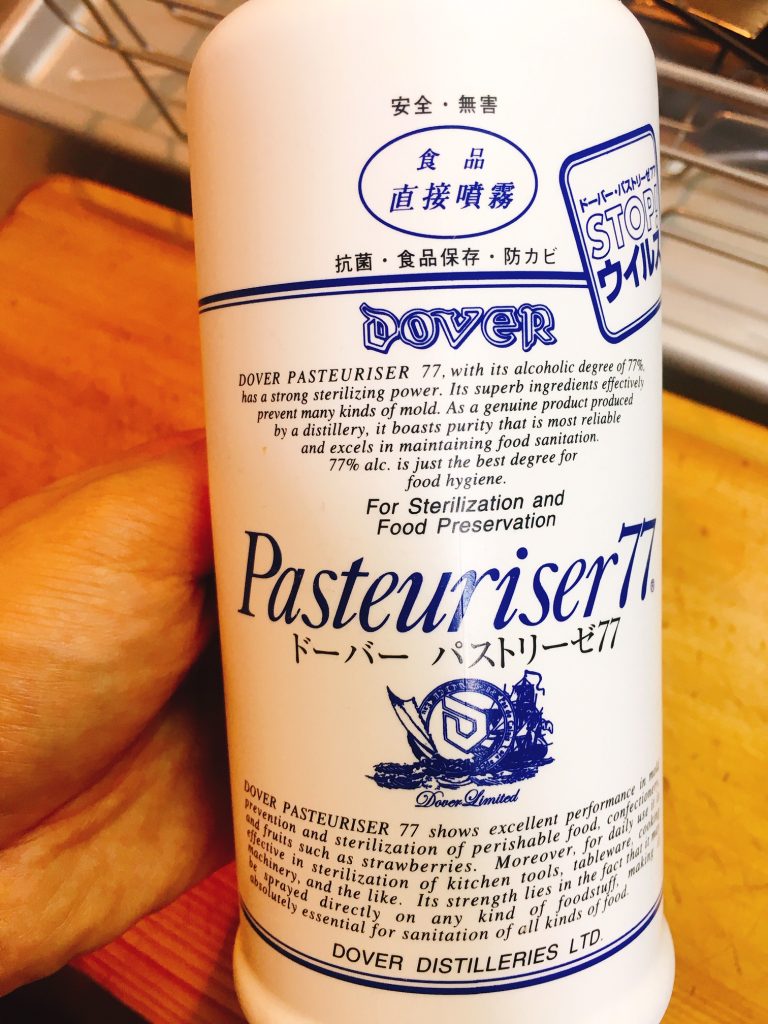 安全・無害
食品
直接噴霧
抗菌・食品保存・防カビ
ドーバー・パストリーゼ77
STOP!
ウイルス
DOVER
DOVER PASTEURISER 77, with its alcoholic degree of 77%,
has a strong sterilizing power. Its superb ingredients effectively
prevent many kinds of mold. As a genuine product produced
by a distillery, it boasts purity that is most reliable
and excels in maintaining food sanitation.
77% alc. is just the best degree for
food hygiene.
For Sterilization and
Food Preservation
Pasteuriser77®
ドーバー パストリーゼ77
Dover Limited
DOVER PASTEURISER 77 shows excellent performance in
prevention and sterilization of perishable food,
and fruits such as strawberries. Moreover, for daily use
effective in sterilization of kitchen tools, tableware,
machinery, and the like. Its strength lies in the fact that it
be sprayed directly on any kind of foodstuff, making
absolutely essential for sanitation of all kinds of food.
DOVER DISTILLERIES LTD.